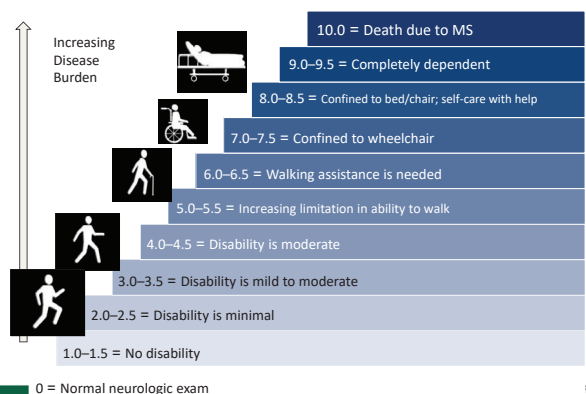 Increasing
Disease
Burden
10.0 = Death due to MS
9.0–9.5 = Completely dependent
8.0–8.5 = Confined to bed/chair; self-care with help
7.0–7.5 = Confined to wheelchair
6.0–6.5 = Walking assistance is needed
5.0–5.5 = Increasing limitation in ability to walk
4.0–4.5 = Disability is moderate
3.0–3.5 = Disability is mild to moderate
2.0–2.5 = Disability is minimal
1.0–1.5 = No disability
0 = Normal neurologic exam